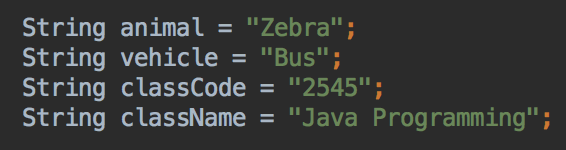 String animal = "Zebra";
String vehicle = "Bus";
String classCode = "2545";
String className = "Java Programming";